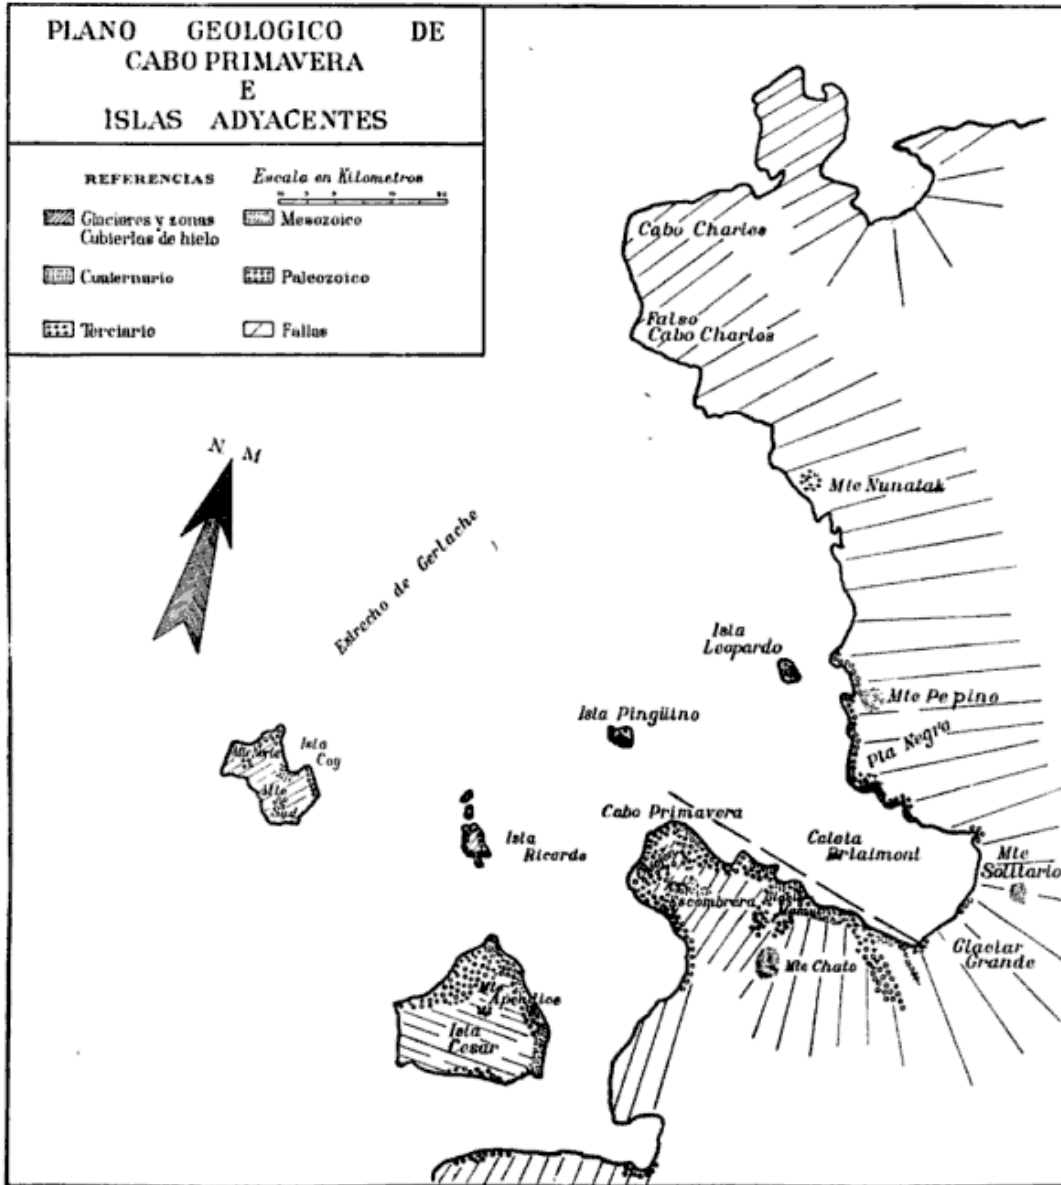 PLANO GEOLOGICO DE
CABO PRIMAVERA
E
ISLAS ADYACENTES
REFERENCIAS
Escala en Kilometros
Glaciares y zonas
Cubiertas de hielo
Mesozoico
Cuaternario
Paleozoico
Terciario
Fallas
Cabo Charles
Falso
Cabo Charles
N M
Mte Nunatak
Estrecho de Gerlache
Isla
Leopardo
Mte Pepino
Isla Pingüino
Pta Negro
Isla
Coy
Mte
Sud
Cabo Primavera
Isla
Ricardo
Caleta
Brialmont
Mte
Solitario
Escombrera
Glaciar
Grande
Mte Chato
Mte
Apendice
Isla
Cesar